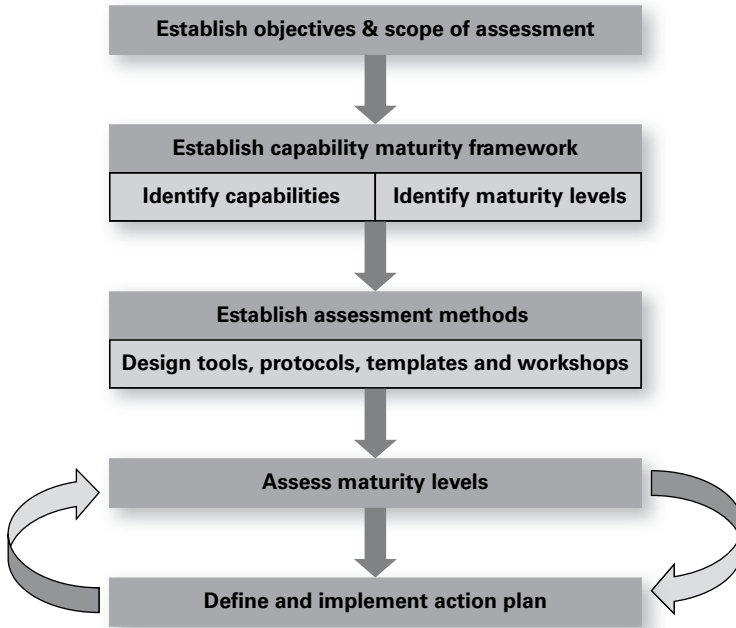 Establish objectives & scope of assessment
Establish capability maturity framework
Identify capabilities
Identify maturity levels
Establish assessment methods
Design tools, protocols, templates and workshops
Assess maturity levels
Define and implement action plan